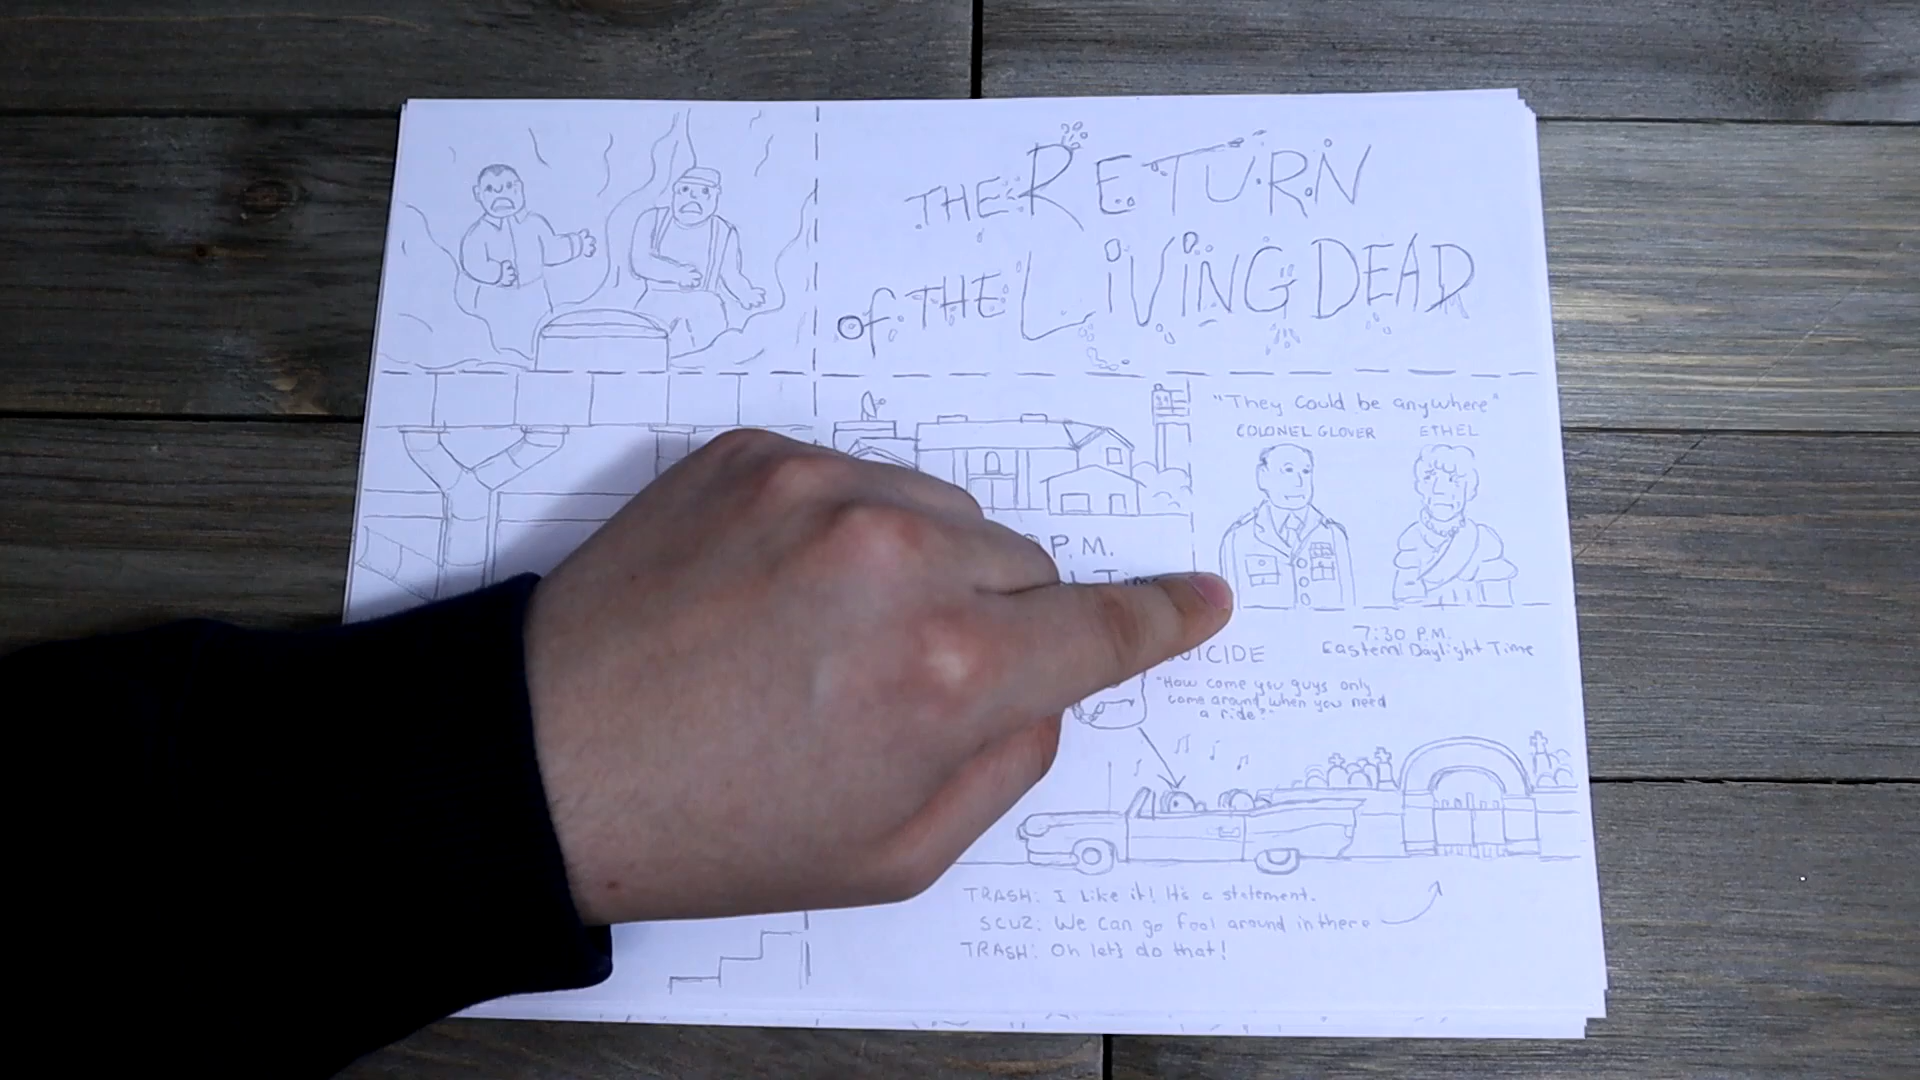 THE RETURN
of THE LiViNG DEAD
"They could be anywhere"
COLONEL GLOVER ETHEL
P.M.
Time
7:30 P.M.
Eastern Daylight Time
SUICIDE
"How come you guys only
come around when you need
a ride?"
TRASH: I Like it! It's a statement.
SCUZ: We can go fool around in there
TRASH: Oh let's do that!